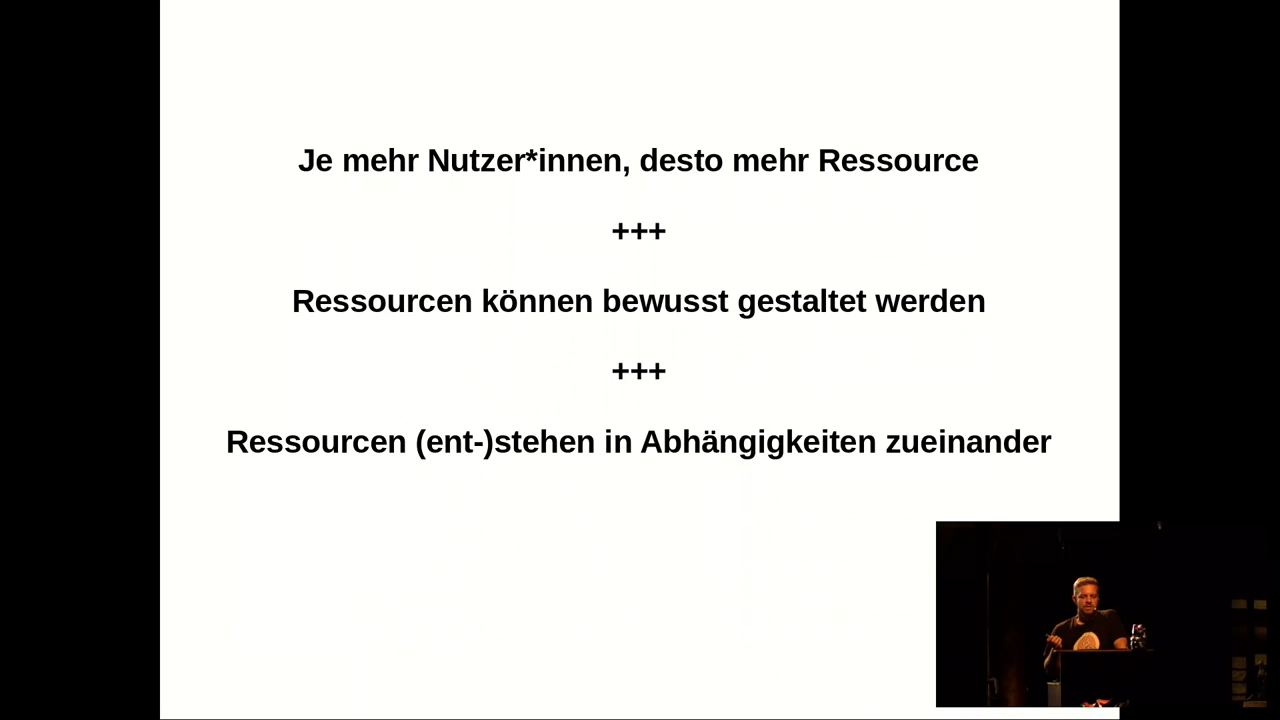 Je mehr Nutzer*innen, desto mehr Ressource
+++
Ressourcen können bewusst gestaltet werden
+++
Ressourcen (ent-)stehen in Abhängigkeiten zueinander